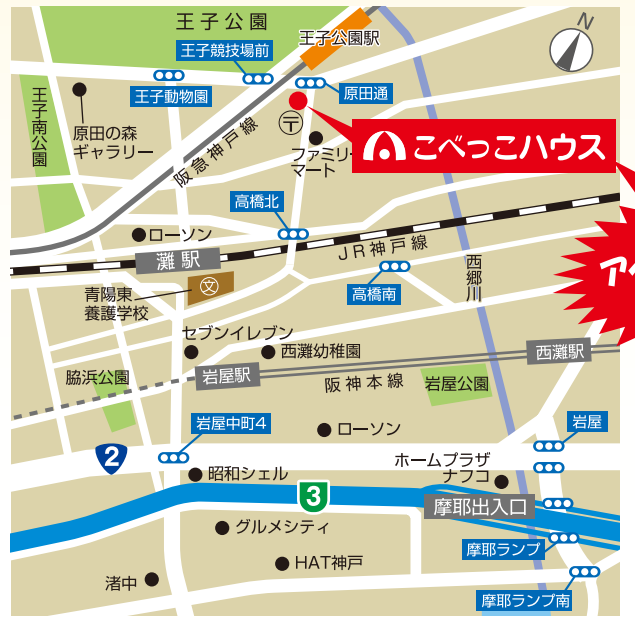 王子公園
N
王子公園駅
王子競技場前
王子動物園
原田通
王子南公園
原田の森
ギャラリー
〒
阪急神戸線
ファミリー
マート
こべっこハウス
高橋北
ローソン
JR神戸線
灘駅
西郷川
高橋南
文
青陽東
養護学校
セブンイレブン
西灘幼稚園
西灘駅
脇浜公園
岩屋駅
阪神本線
岩屋公園
岩屋中町4
岩屋
ローソン
2
昭和シェル
ホームプラザ
ナフコ
3
摩耶出入口
グルメシティ
摩耶ランプ
HAT神戸
渚中
摩耶ランプ南